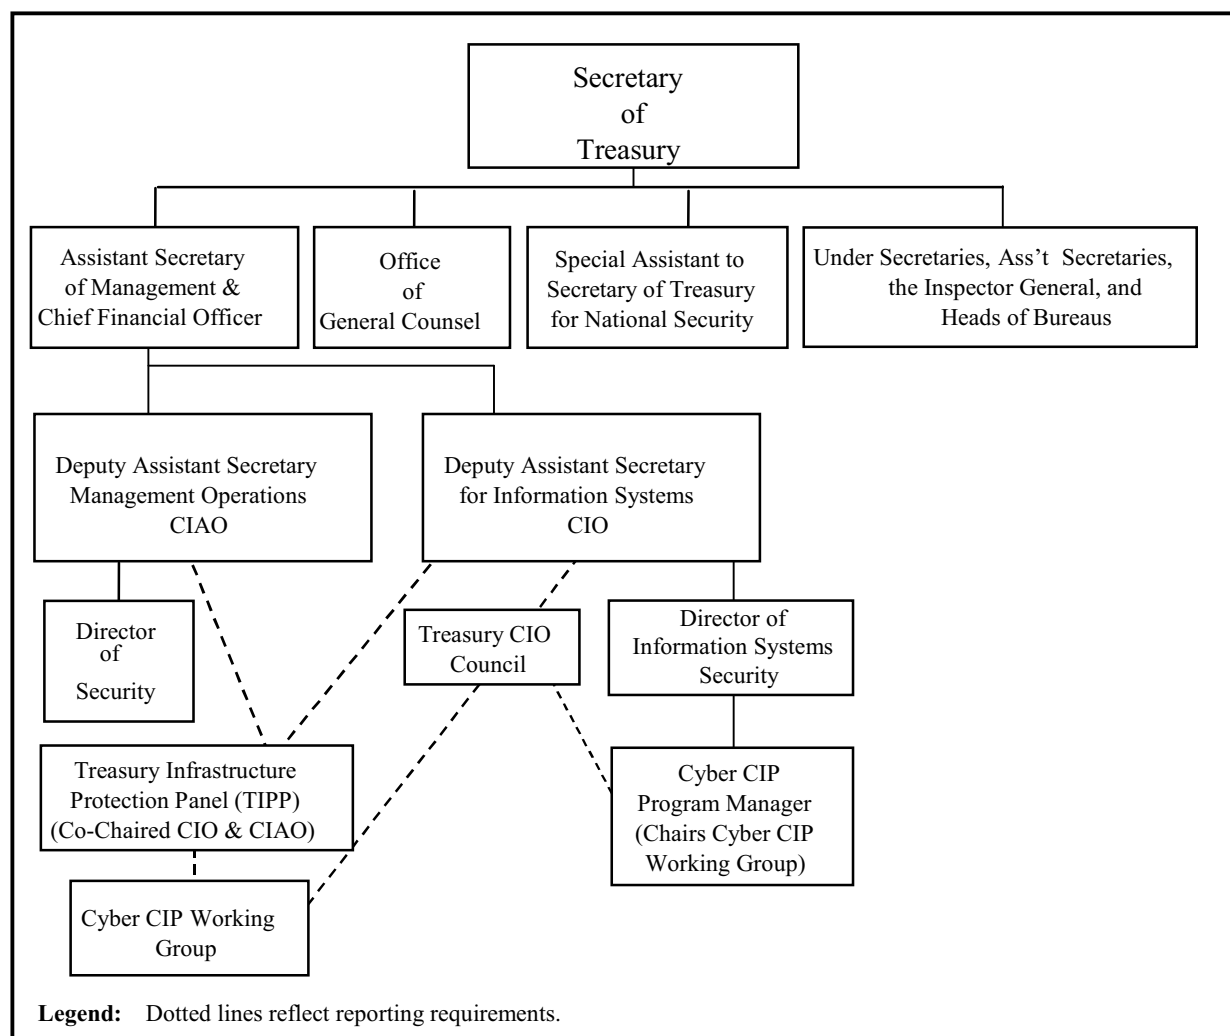 Secretary
of
Treasury
Assistant Secretary
of Management &
Chief Financial Officer
Office
of
General Counsel
Special Assistant to
Secretary of Treasury
for National Security
Under Secretaries, Ass’t Secretaries,
the Inspector General, and
Heads of Bureaus
Deputy Assistant Secretary
Management Operations
CIAO
Deputy Assistant Secretary
for Information Systems
CIO
Director
of
Security
Treasury CIO
Council
Director of
Information Systems
Security
Treasury Infrastructure
Protection Panel (TIPP)
(Co-Chaired CIO & CIAO)
Cyber CIP
Program Manager
(Chairs Cyber CIP
Working Group)
Cyber CIP Working
Group
Legend: Dotted lines reflect reporting requirements.